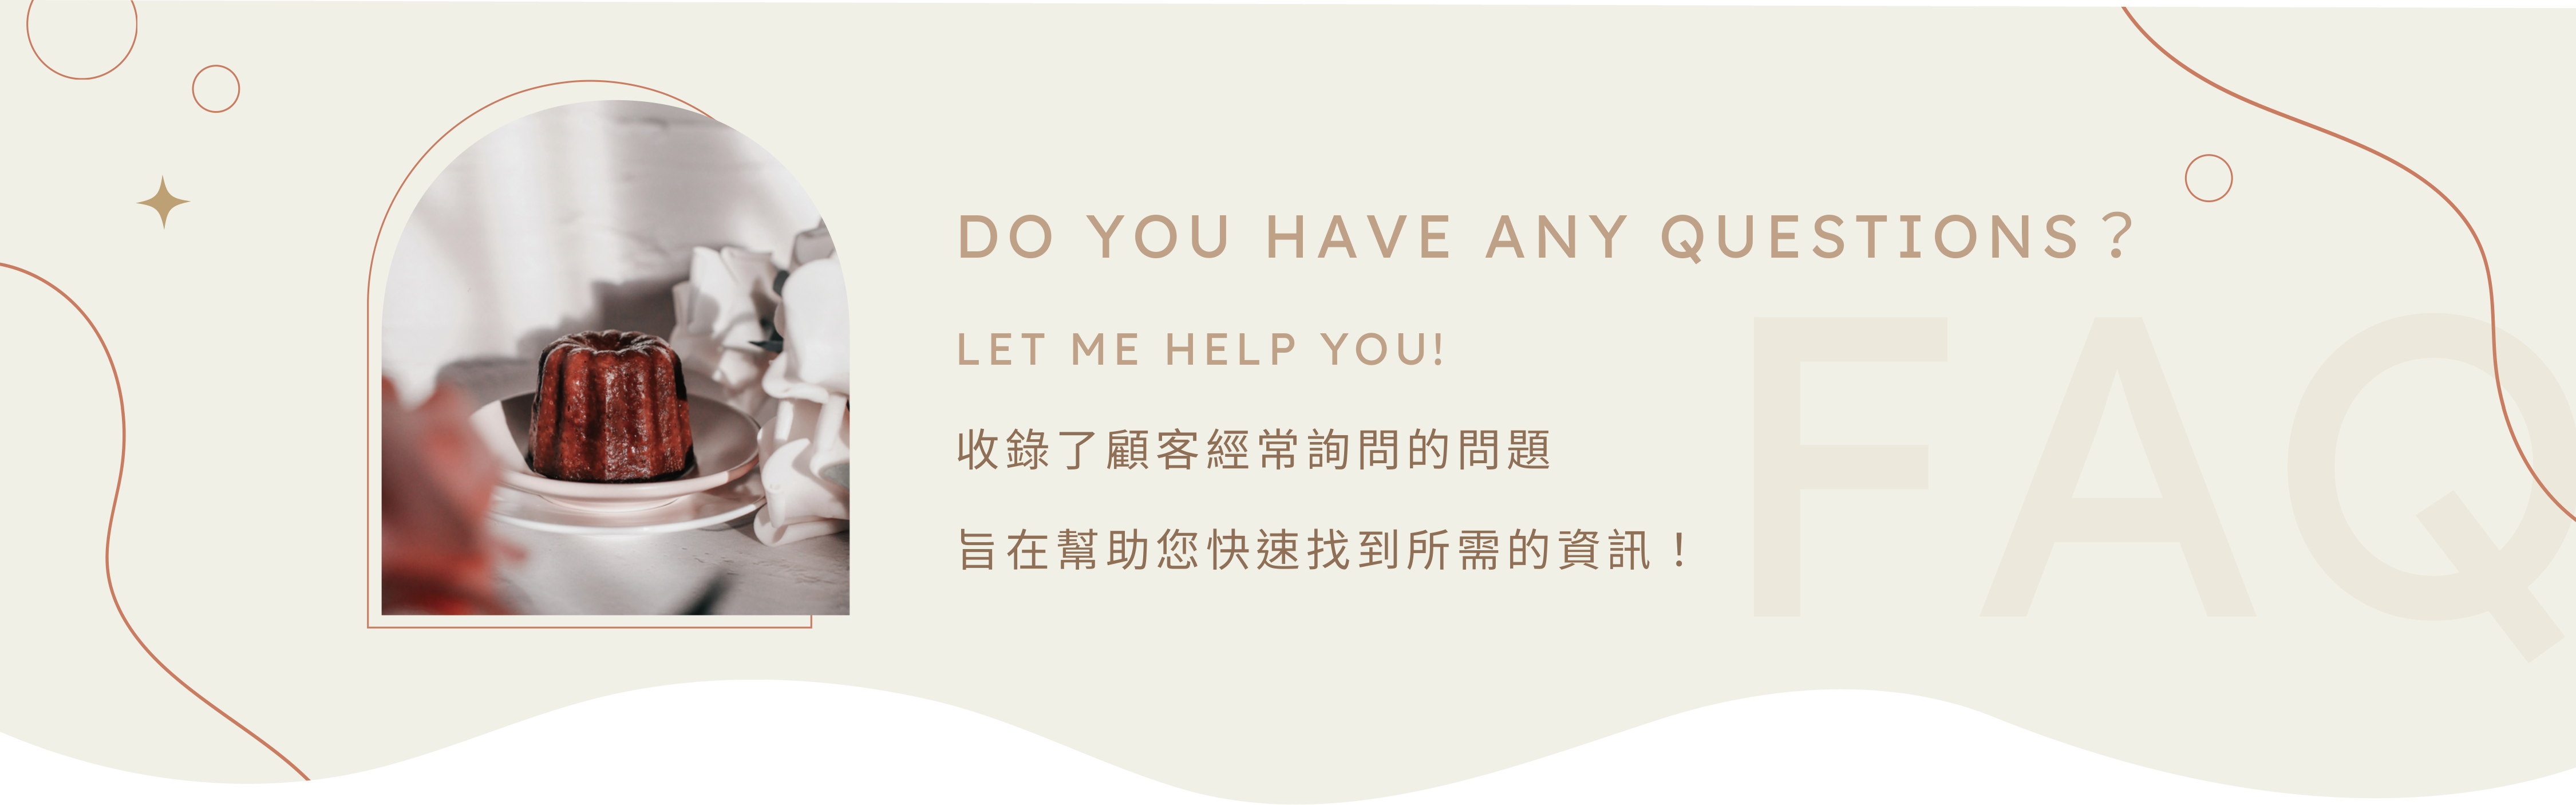 DO YOU HAVE ANY QUESTIONS？
LET ME HELP YOU!
收錄了顧客經常詢問的問題
旨在幫助您快速找到所需的資訊！
FAQ